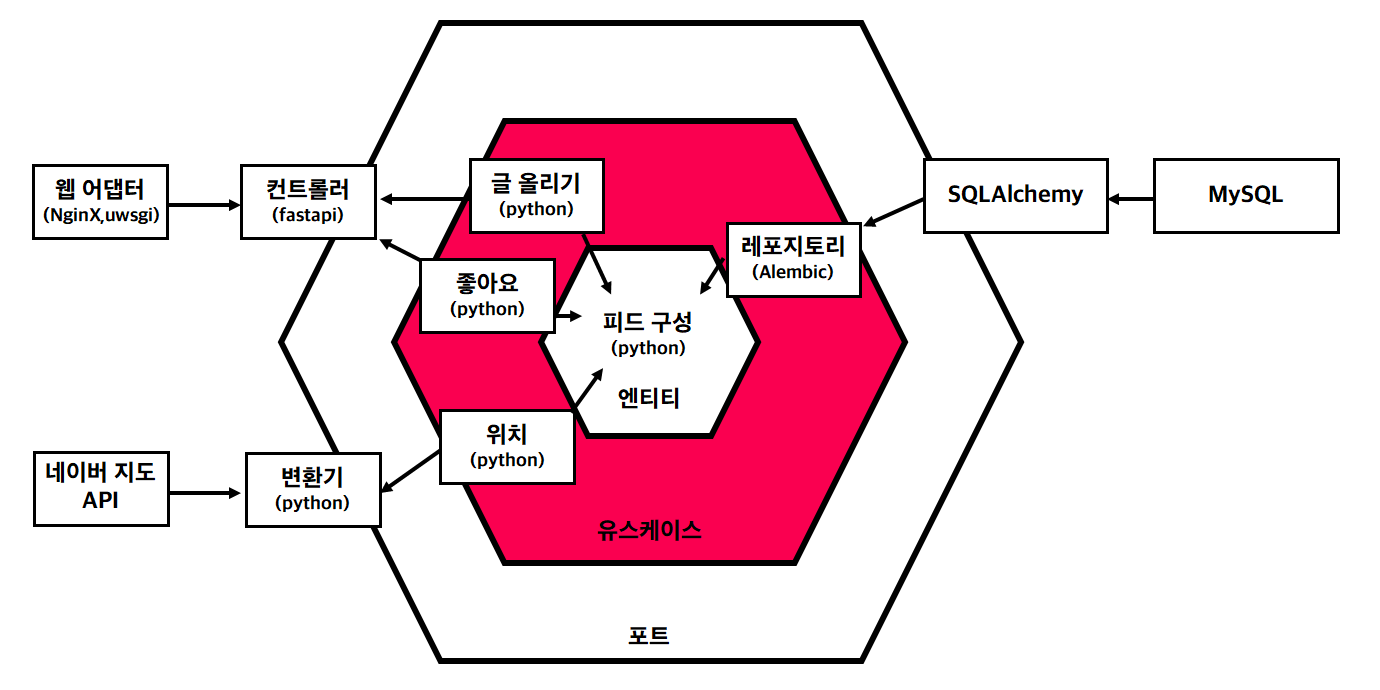 웹 어댑터
(NginX,uwsgi)
컨트롤러
(fastapi)
글 올리기
(python)
좋아요
(python)
레포지토리
(Alembic)
SQLAlchemy
MySQL
피드 구성
(python)
엔티티
위치
(python)
네이버 지도
API
변환기
(python)
유스케이스
포트